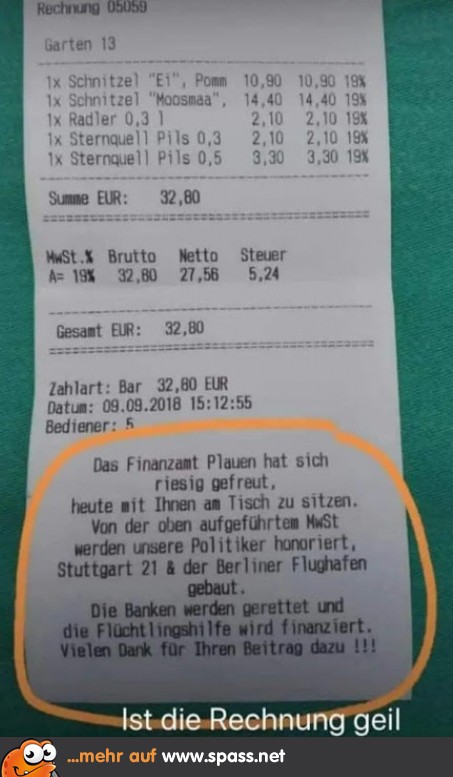 Rechnung 05059
Garten 13
1x Schnitzel "Ei", Pomm 10,90 10,90 19%
1x Schnitzel "Moosmaa", 14,40 14,40 19%
1x Radler 0,3 l 2,10 2,10 19%
1x Sternquell Pils 0,3 2,10 2,10 19%
1x Sternquell Pils 0,5 3,30 3,30 19%
Summe EUR: 32,80
MwSt.% Brutto Netto Steuer
A= 19% 32,80 27,56 5,24
Gesamt EUR: 32,80
Zahlart: Bar 32,80 EUR
Datum: 09.09.2018 15:12:55
Bediener: 5
Das Finanzamt Plauen hat sich
riesig gefreut,
heute mit Ihnen am Tisch zu sitzen.
Von der oben aufgeführtem MwSt
werden unsere Politiker honoriert,
Stuttgart 21 & der Berliner Flughafen
gebaut.
Die Banken werden gerettet und
die Flüchtlingshilfe wird finanziert.
Vielen Dank für Ihren Beitrag dazu !!!
Ist die Rechnung geil
...mehr auf www.spass.net